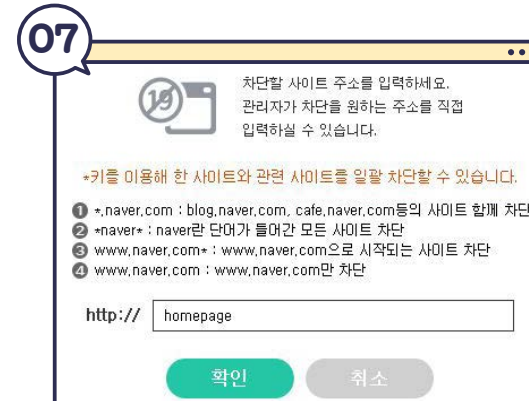 07
19
차단할 사이트 주소를 입력하세요.
관리자가 차단을 원하는 주소를 직접
입력하실 수 있습니다.
*키를 이용해 한 사이트와 관련 사이트를 일괄 차단할 수 있습니다.
❶ *.naver.com : blog.naver.com, cafe.naver.com등의 사이트 함께 차단
❷ *naver* : naver란 단어가 들어간 모든 사이트 차단
❸ www.naver.com* : www.naver.com으로 시작되는 사이트 차단
❹ www.naver.com : www.naver.com만 차단
http:// homepage
확인 취소